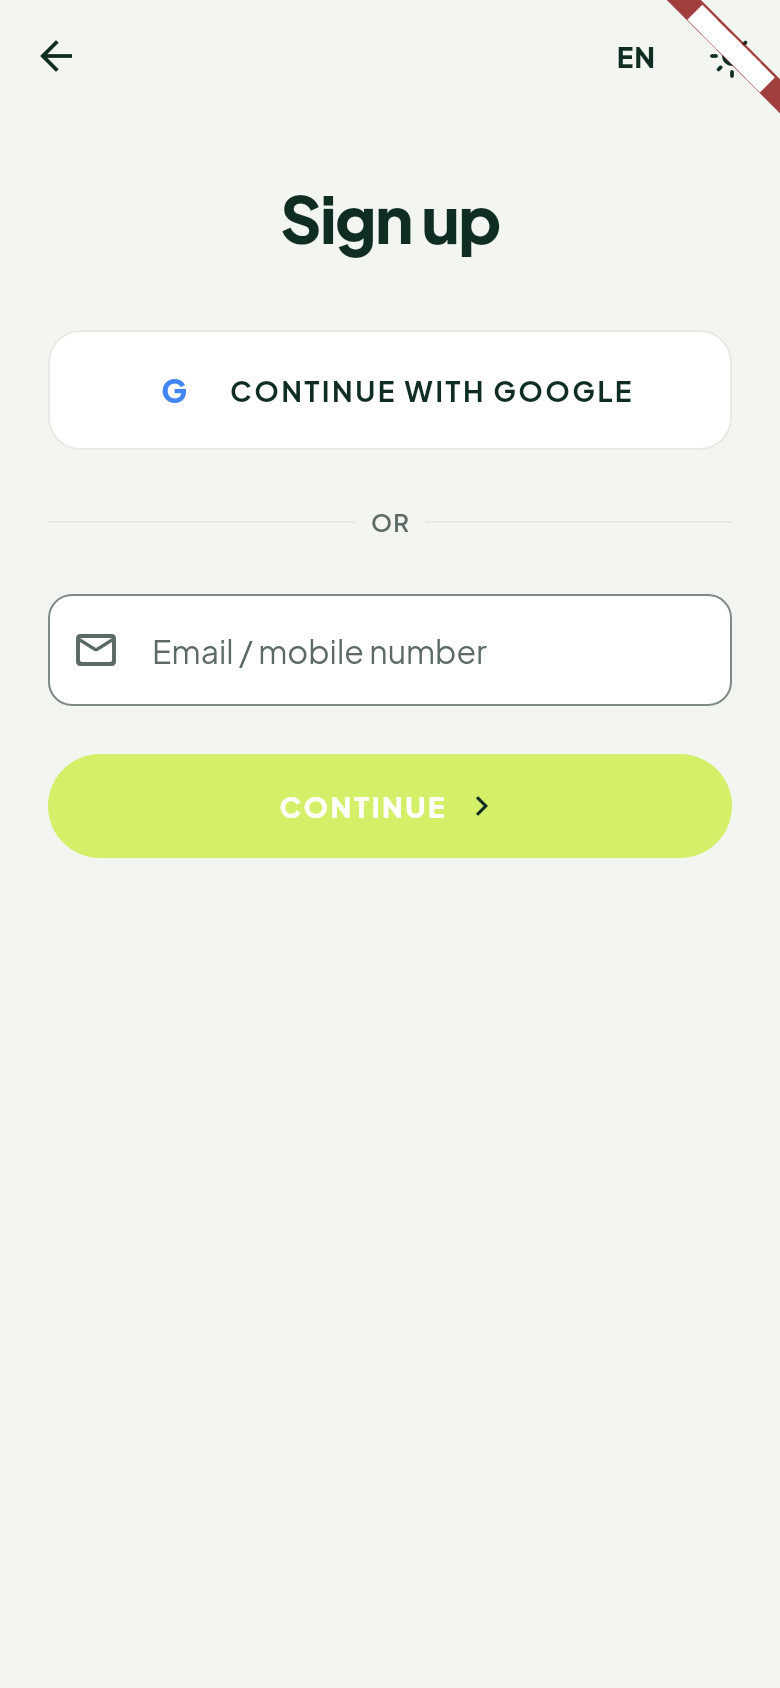 EN
Sign up
G CONTINUE WITH GOOGLE
OR
Email / mobile number
CONTINUE